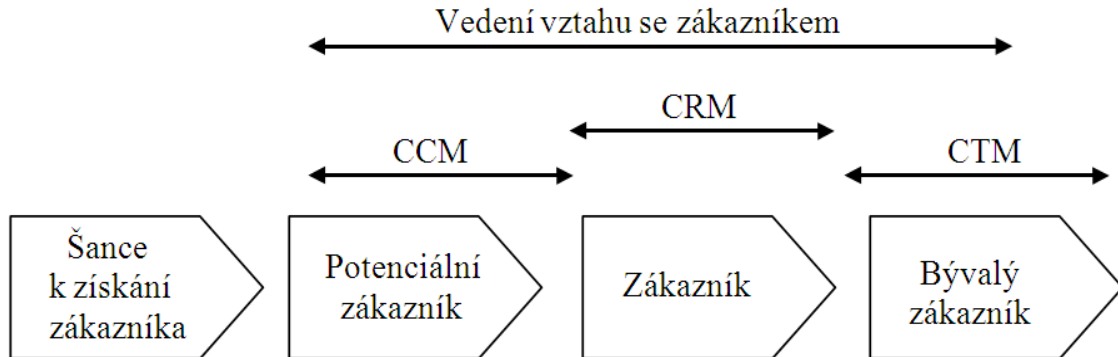 Vedení vztahu se zákazníkem
CRM
CCM
CTM
Šance
k získání
zákazníka
Potenciální
zákazník
Zákazník
Bývalý
zákazník